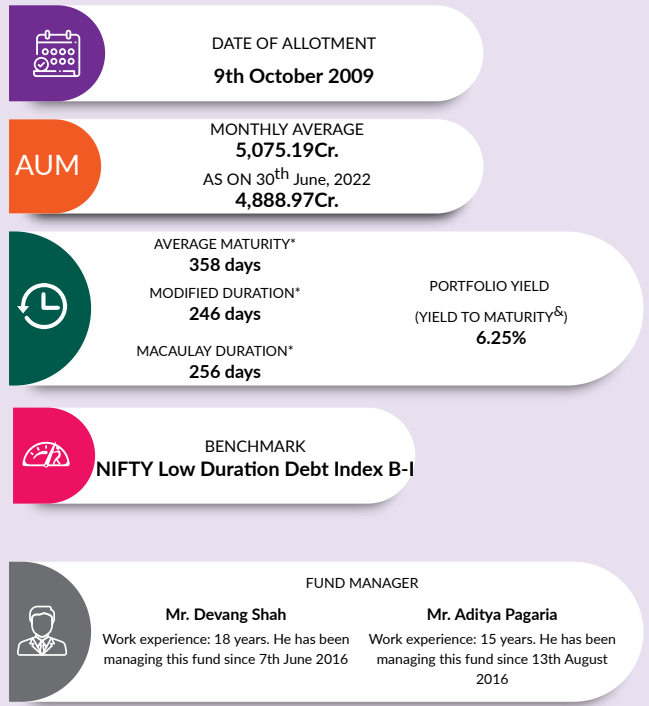 DATE OF ALLOTMENT
9th October 2009
AUM
MONTHLY AVERAGE
5,075.19Cr.
AS ON 30th June, 2022
4,888.97Cr.
AVERAGE MATURITY*
358 days
MODIFIED DURATION*
246 days
MACAULAY DURATION*
256 days
PORTFOLIO YIELD
(YIELD TO MATURITY&)
6.25%
BENCHMARK
NIFTY Low Duration Debt Index B-I
FUND MANAGER
Mr. Devang Shah
Work experience: 18 years. He has been
managing this fund since 7th June 2016
Mr. Aditya Pagaria
Work experience: 15 years. He has been
managing this fund since 13th August
2016